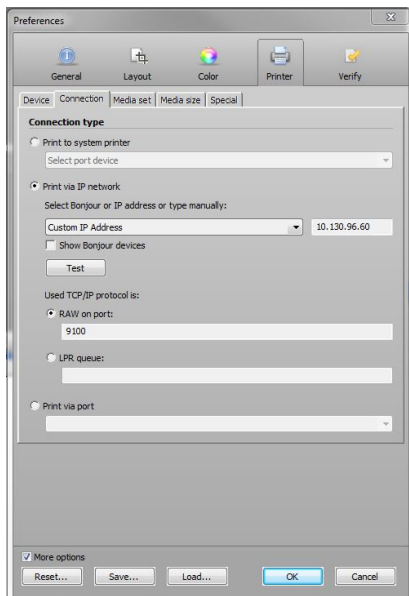 Preferences
General Layout Color Printer Verify
Device Connection Media set Media size Special
Connection type
Print to system printer
Select port device
Print via IP network
Select Bonjour or IP address or type manually:
Custom IP Address 10.130.96.60
Show Bonjour devices
Test
Used TCP/IP protocol is:
RAW on port:
9100
LPR queue:
Print via port
More options
Reset... Save... Load... OK Cancel